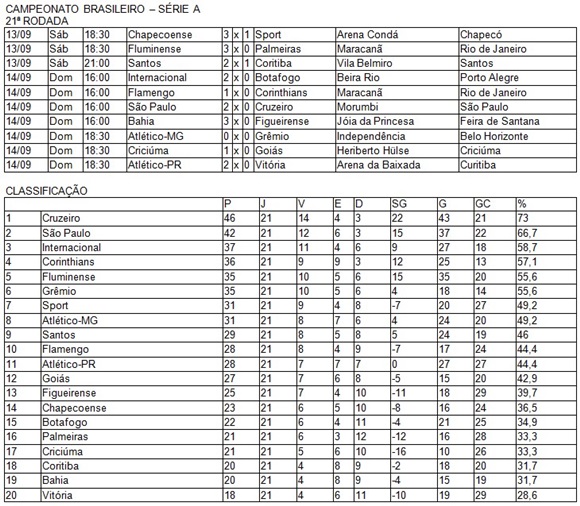 CAMPEONATO BRASILEIRO – SÉRIE A
21ª RODADA
13/09 Sáb 18:30 Chapecoense 3 x 1 Sport Arena Condá Chapecó
13/09 Sáb 18:30 Fluminense 3 x 0 Palmeiras Maracanã Rio de Janeiro
13/09 Sáb 21:00 Santos 2 x 1 Coritiba Vila Belmiro Santos
14/09 Dom 16:00 Internacional 2 x 0 Botafogo Beira Rio Porto Alegre
14/09 Dom 16:00 Flamengo 1 x 0 Corinthians Maracanã Rio de Janeiro
14/09 Dom 16:00 São Paulo 2 x 0 Cruzeiro Morumbi São Paulo
14/09 Dom 16:00 Bahia 3 x 0 Figueirense Jóia da Princesa Feira de Santana
14/09 Dom 18:30 Atlético-MG 0 x 0 Grêmio Independência Belo Horizonte
14/09 Dom 18:30 Criciúma 1 x 0 Goiás Heriberto Hülse Criciúma
14/09 Dom 18:30 Atlético-PR 2 x 0 Vitória Arena da Baixada Curitiba
CLASSIFICAÇÃO
P J V E D SG G GC %
1 Cruzeiro 46 21 14 4 3 22 43 21 73
2 São Paulo 42 21 12 6 3 15 37 22 66,7
3 Internacional 37 21 11 4 6 9 27 18 58,7
4 Corinthians 36 21 9 9 3 12 25 13 57,1
5 Fluminense 35 21 10 5 6 15 35 20 55,6
6 Grêmio 35 21 10 5 6 4 18 14 55,6
7 Sport 31 21 9 4 8 -7 20 27 49,2
8 Atlético-MG 31 21 8 7 6 4 24 20 49,2
9 Santos 29 21 8 5 8 5 24 19 46
10 Flamengo 28 21 8 4 9 -7 17 24 44,4
11 Atlético-PR 28 21 7 7 7 0 27 27 44,4
12 Goiás 27 21 7 6 8 -5 15 20 42,9
13 Figueirense 25 21 7 4 10 -11 18 29 39,7
14 Chapecoense 23 21 6 5 10 -8 16 24 36,5
15 Botafogo 22 21 6 4 11 -4 21 25 34,9
16 Palmeiras 21 21 6 3 12 -12 16 28 33,3
17 Criciúma 21 21 5 6 10 -16 10 26 33,3
18 Coritiba 20 21 4 8 9 -2 18 20 31,7
19 Bahia 20 21 4 8 9 -4 15 19 31,7
20 Vitória 18 21 4 6 11 -10 19 29 28,6